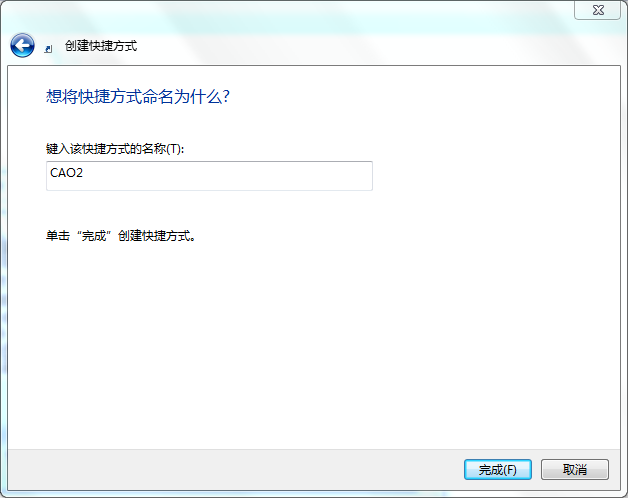 创建快捷方式
想将快捷方式命名为什么?
键入该快捷方式的名称(T):
CAO2
单击“完成”创建快捷方式。
完成(F)
取消